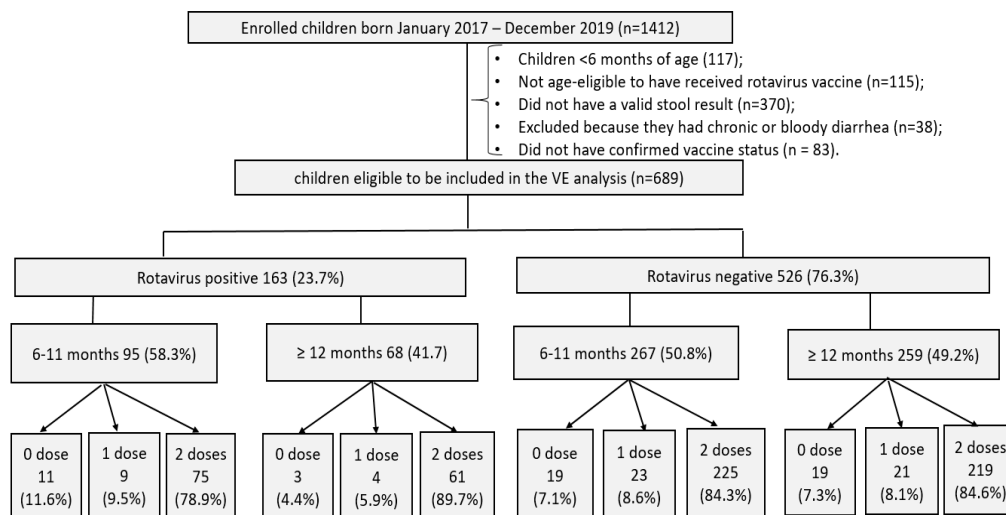 Enrolled children born January 2017 – December 2019 (n=1412)
• Children <6 months of age (117);
• Not age-eligible to have received rotavirus vaccine (n=115);
• Did not have a valid stool result (n=370);
• Excluded because they had chronic or bloody diarrhea (n=38);
• Did not have confirmed vaccine status (n = 83).
children eligible to be included in the VE analysis (n=689)
Rotavirus positive 163 (23.7%)
Rotavirus negative 526 (76.3%)
6-11 months 95 (58.3%)
≥ 12 months 68 (41.7)
6-11 months 267 (50.8%)
≥ 12 months 259 (49.2%)
0 dose
11
(11.6%)
1 dose
9
(9.5%)
2 doses
75
(78.9%)
0 dose
3
(4.4%)
1 dose
4
(5.9%)
2 doses
61
(89.7%)
0 dose
19
(7.1%)
1 dose
23
(8.6%)
2 doses
225
(84.3%)
0 dose
19
(7.3%)
1 dose
21
(8.1%)
2 doses
219
(84.6%)